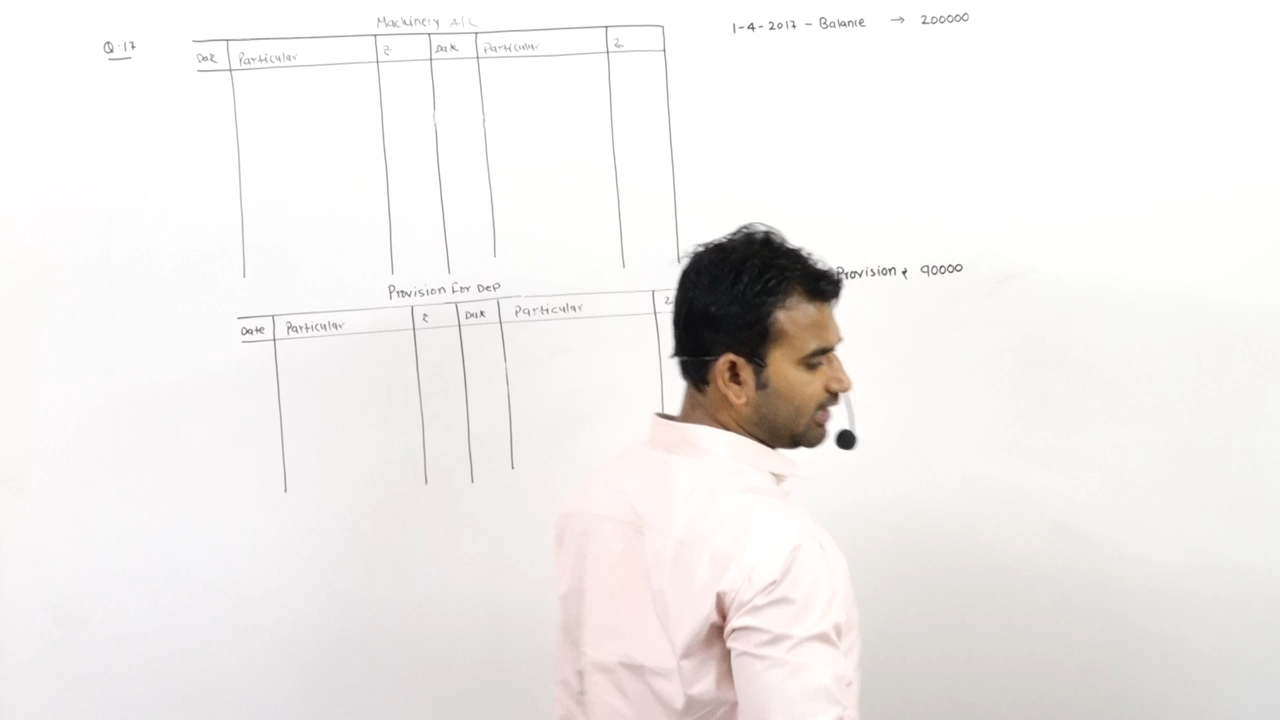 Machinery A/C
Q.17
Date Particular ₹ Date Particular ₹
1-4-2017 - Balance → 200000
Provision for Dep
Date Particular ₹ Date Particular ₹
Provision ₹ 90000